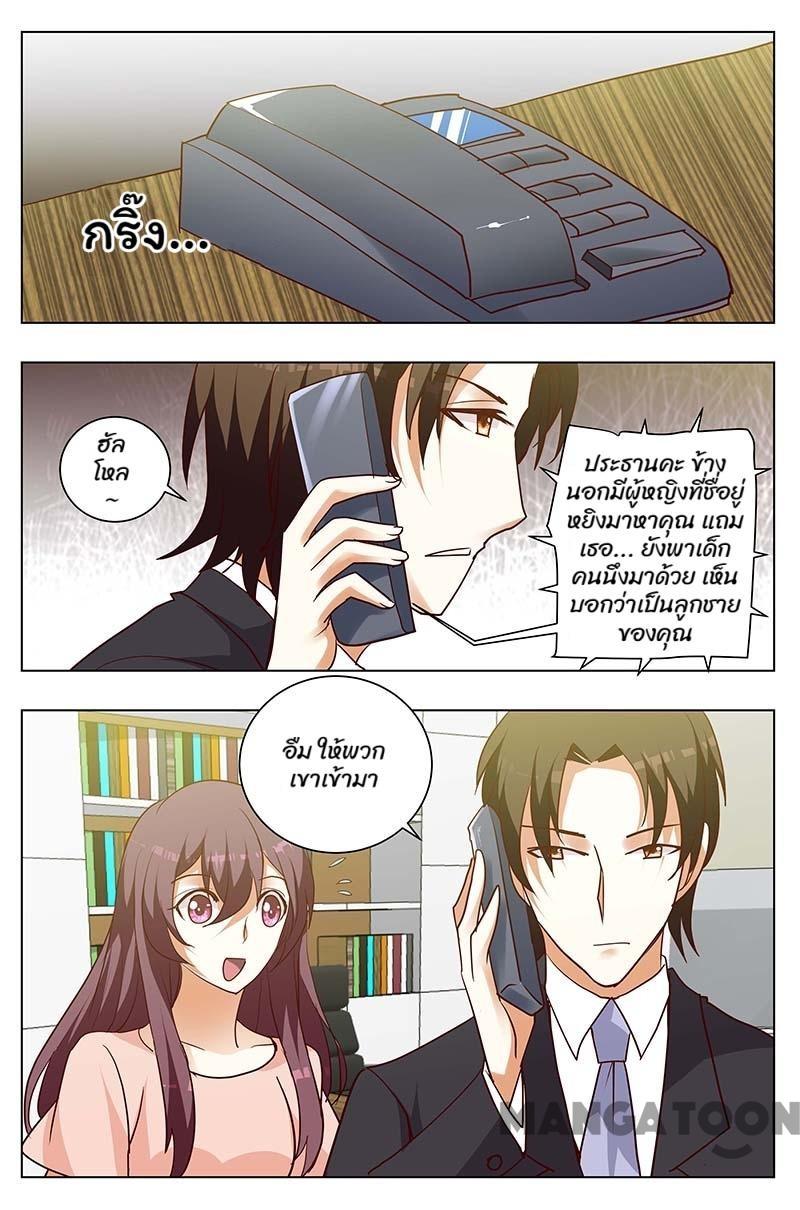 กริ๊ง...
ฮัล
โหล
~
ประธานคะ ข้าง
นอกมีผู้หญิงที่ชื่ออยู่
หยิงมาหาคุณ แถม
เธอ... ยังพาเด็ก
คนนึงมาด้วย เห็น
บอกว่าเป็นลูกชาย
ของคุณ
อืม ให้พวก
เขาเข้ามา
MANGATOON